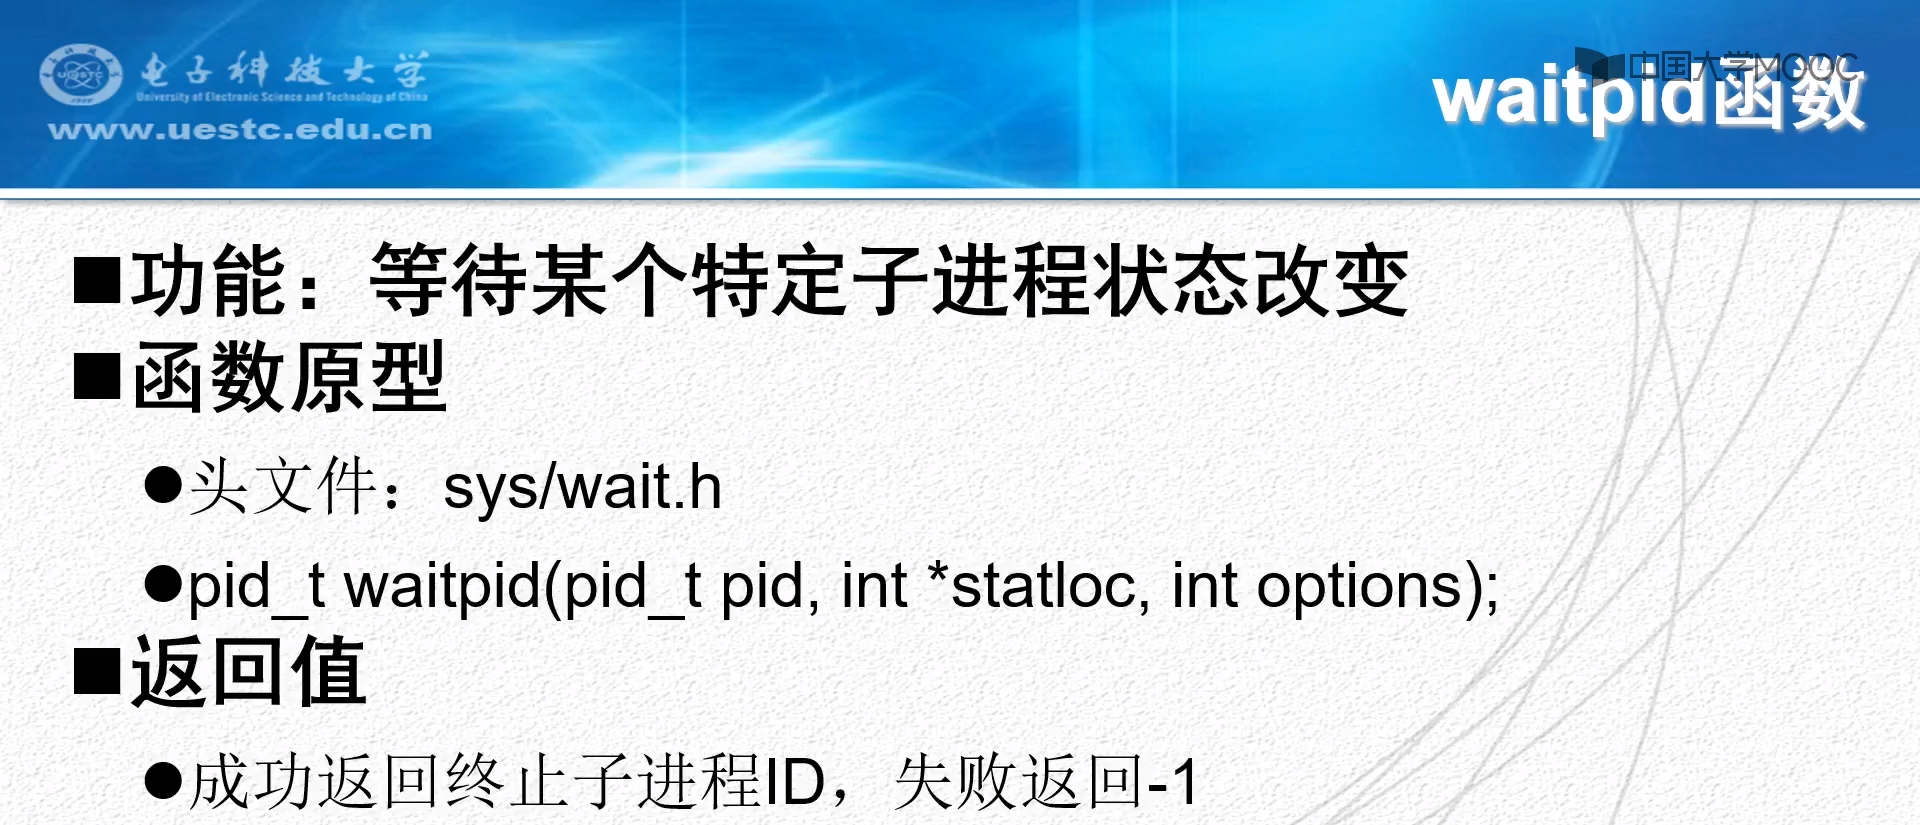 电子科技大学
University of Electronic Science and Technology of China
www.uestc.edu.cn
中国大学MOOC
waitpid函数
■功能：等待某个特定子进程状态改变
■函数原型
●头文件：sys/wait.h
●pid_t waitpid(pid_t pid, int *statloc, int options);
■返回值
●成功返回终止子进程ID，失败返回-1